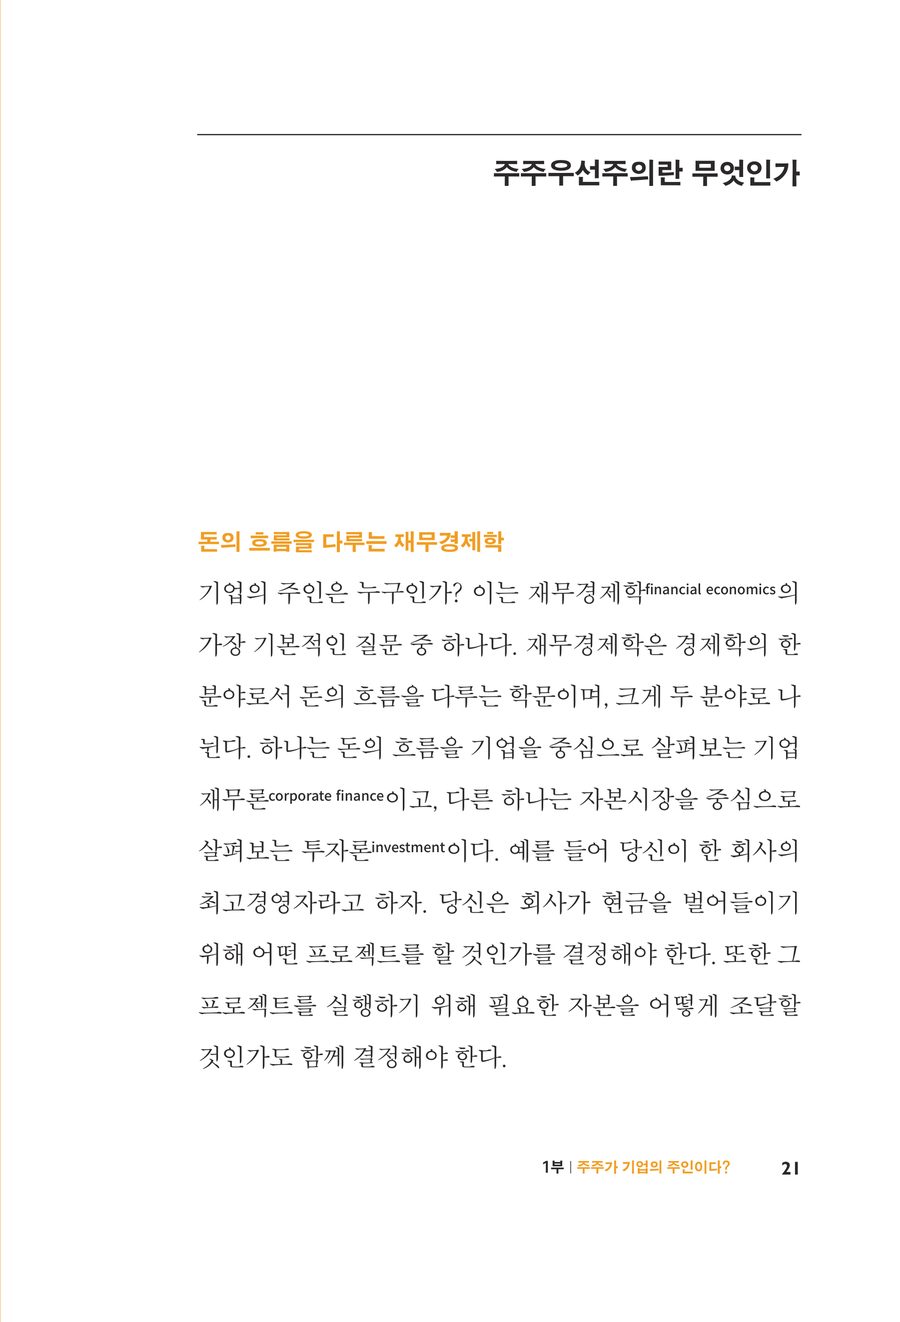 주주우선주의란 무엇인가
돈의 흐름을 다루는 재무경제학
기업의 주인은 누구인가? 이는 재무경제학financial economics의
가장 기본적인 질문 중 하나다. 재무경제학은 경제학의 한
분야로서 돈의 흐름을 다루는 학문이며, 크게 두 분야로 나
뉜다. 하나는 돈의 흐름을 기업을 중심으로 살펴보는 기업
재무론corporate finance이고, 다른 하나는 자본시장을 중심으로
살펴보는 투자론investment이다. 예를 들어 당신이 한 회사의
최고경영자라고 하자. 당신은 회사가 현금을 벌어들이기
위해 어떤 프로젝트를 할 것인가를 결정해야 한다. 또한 그
프로젝트를 실행하기 위해 필요한 자본을 어떻게 조달할
것인가도 함께 결정해야 한다.
1부 | 주주가 기업의 주인이다? 21